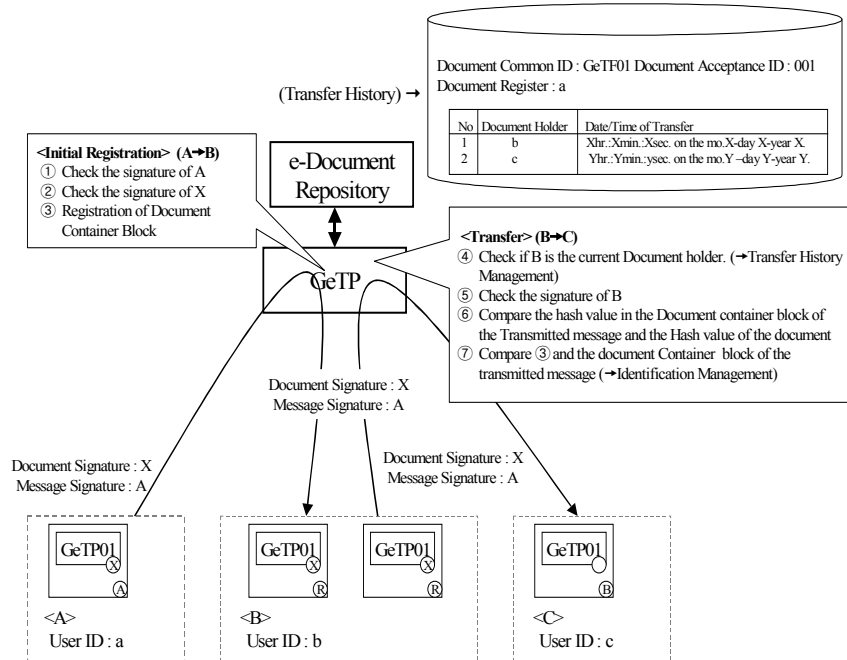 Document Common ID : GeTF01 Document Acceptance ID : 001
Document Register : a
(Transfer History) →
No Document Holder Date/Time of Transfer
1 b Xhr.:Xmin.:Xsec. on the mo.X-day X-year X.
2 c Yhr.:Ymin.:ysec. on the mo.Y –day Y-year Y.
<Initial Registration> (A→B)
① Check the signature of A
② Check the signature of X
③ Registration of Document
Container Block
e-Document
Repository
GeTP
<Transfer> (B→C)
④ Check if B is the current Document holder. (→Transfer History
Management)
⑤ Check the signature of B
⑥ Compare the hash value in the Document container block of
the Transmitted message and the Hash value of the document
⑦ Compare ③ and the document Container block of the
transmitted message (→Identification Management)
Document Signature : X
Message Signature : A
Document Signature : X
Message Signature : A
Document Signature : X
Message Signature : A
GeTP01
X
A
<A>
User ID : a
GeTP01
X
R
GeTP01
X
R
<B>
User ID : b
GeTP01
B
<C>
User ID : c